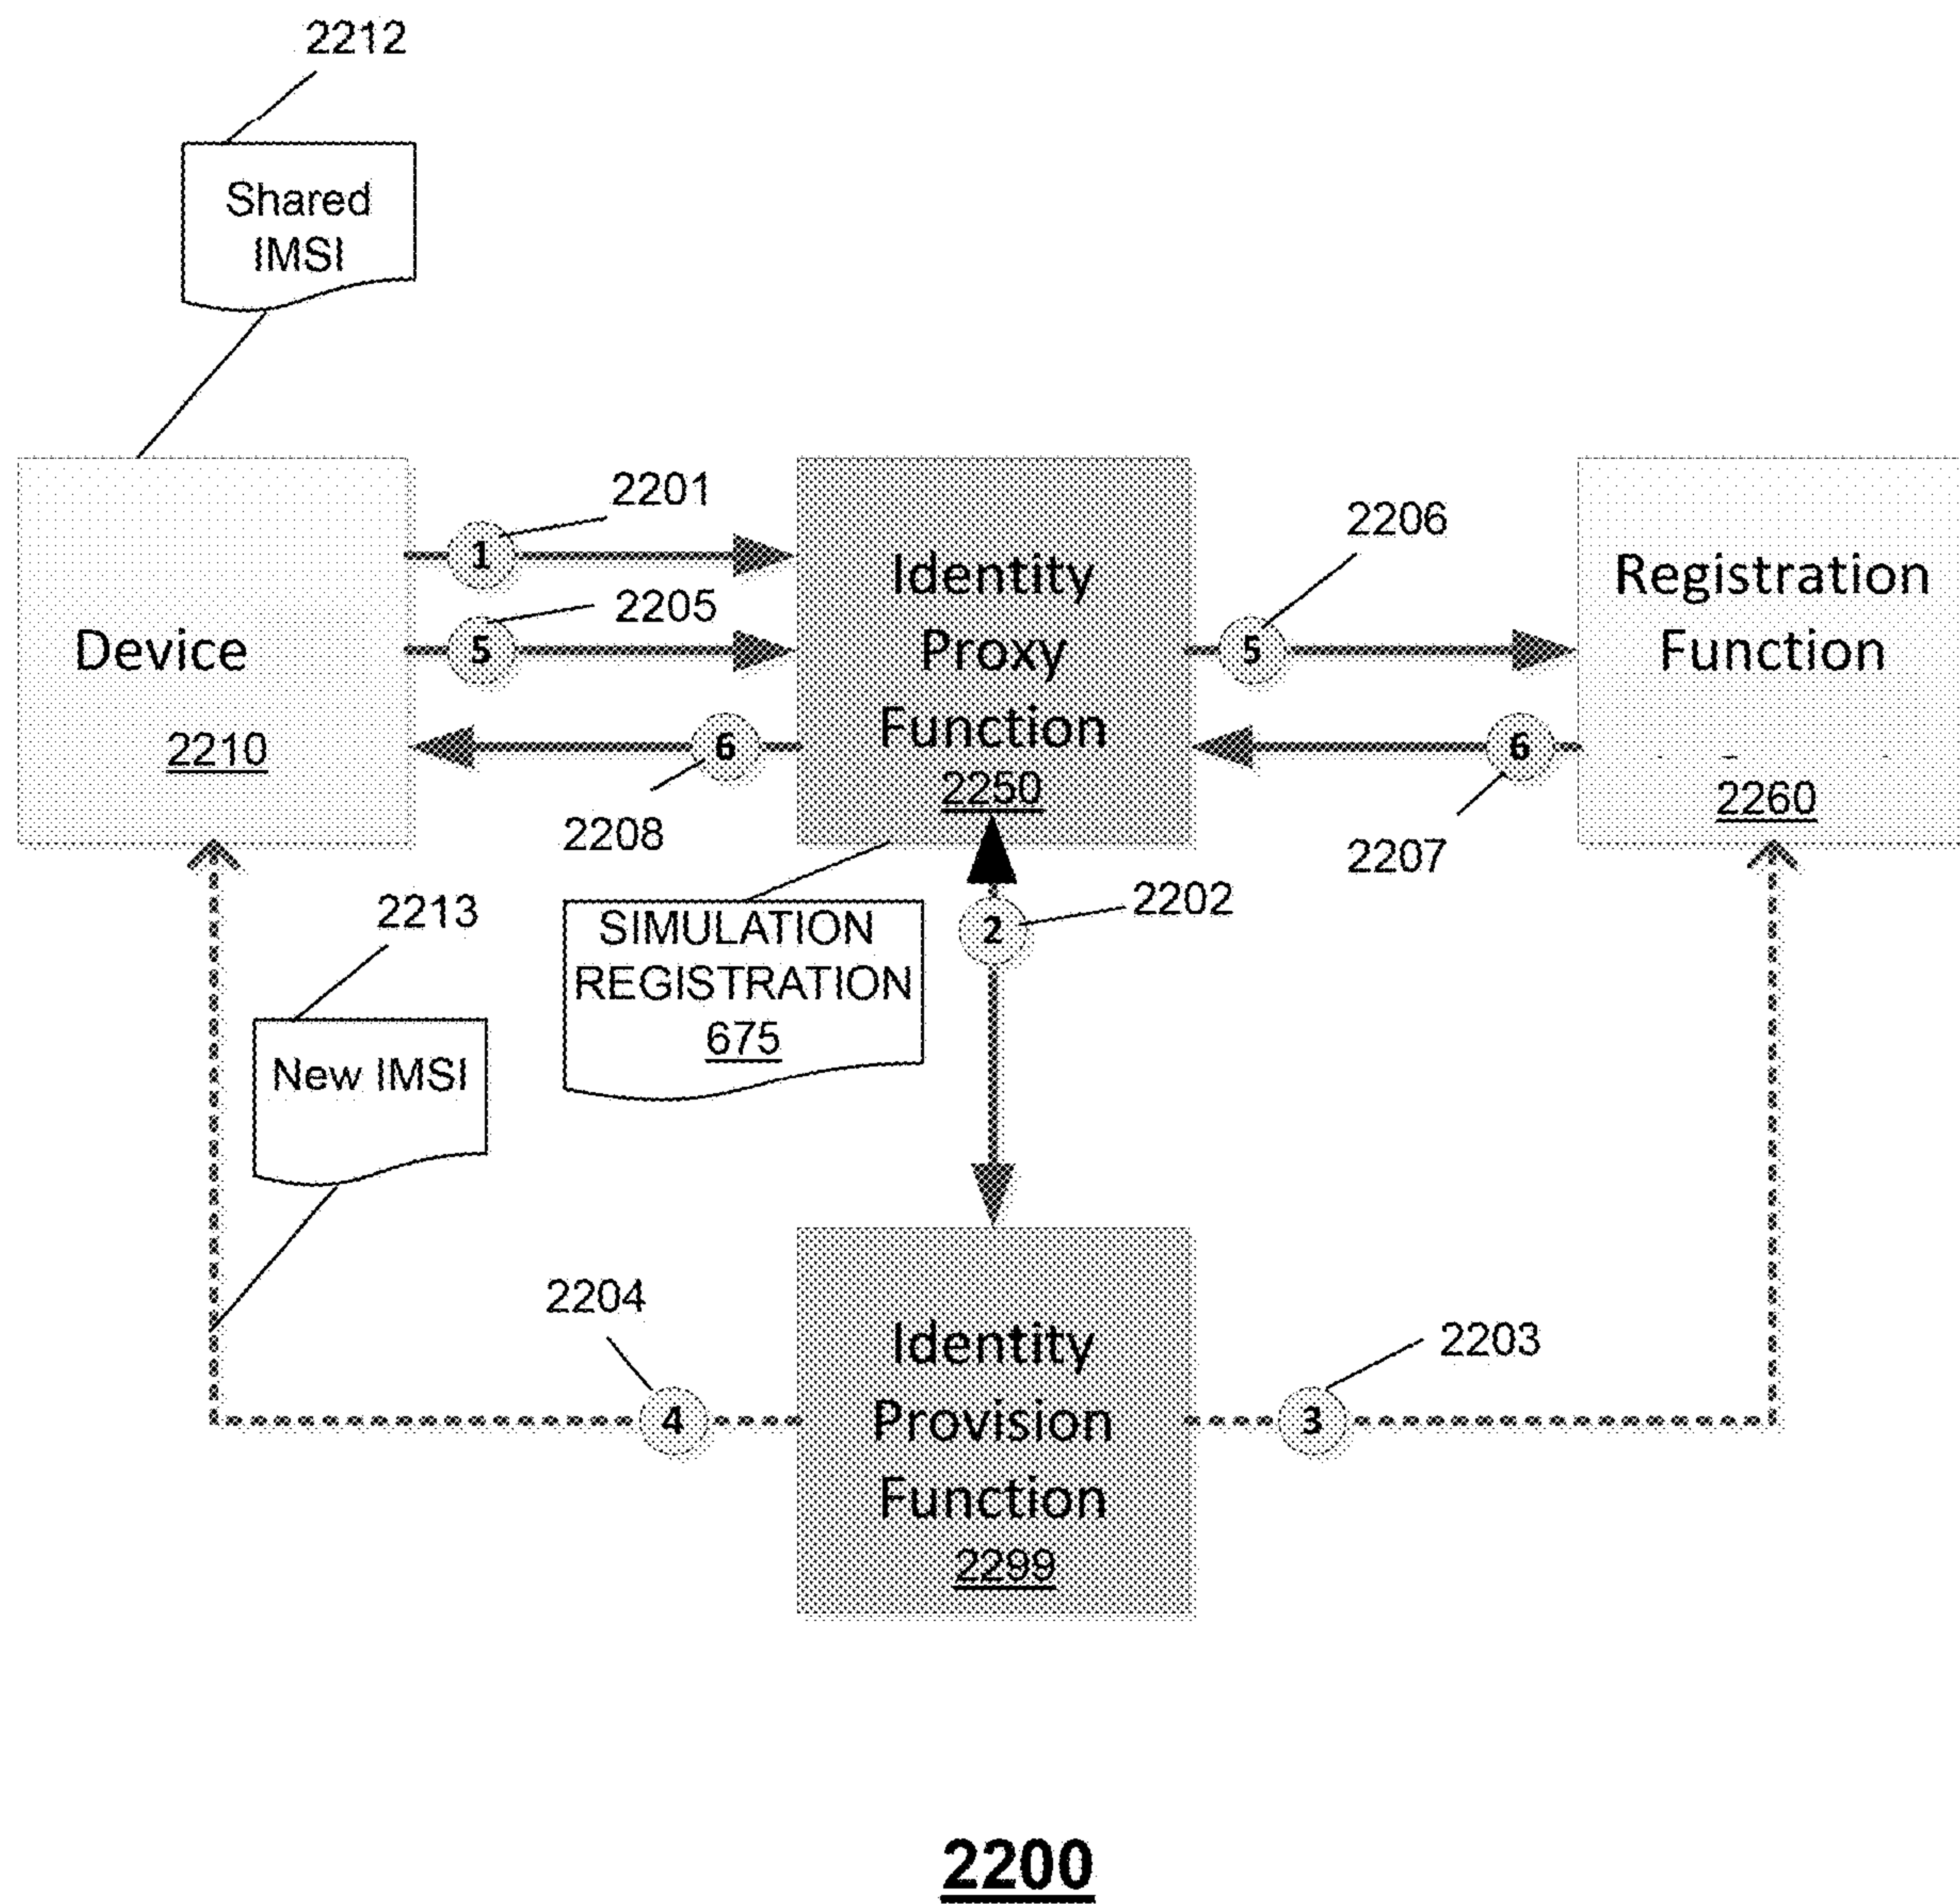 2212
Shared
IMSI
2201
1
2205
5
Device
2210
6
2208
Identity
Proxy
Function
2250
2206
5
6
2207
Registration
Function
2260
2213
New IMSI
SIMULATION
REGISTRATION
675
2
2202
2204
4
Identity
Provision
Function
2299
2203
3
2200